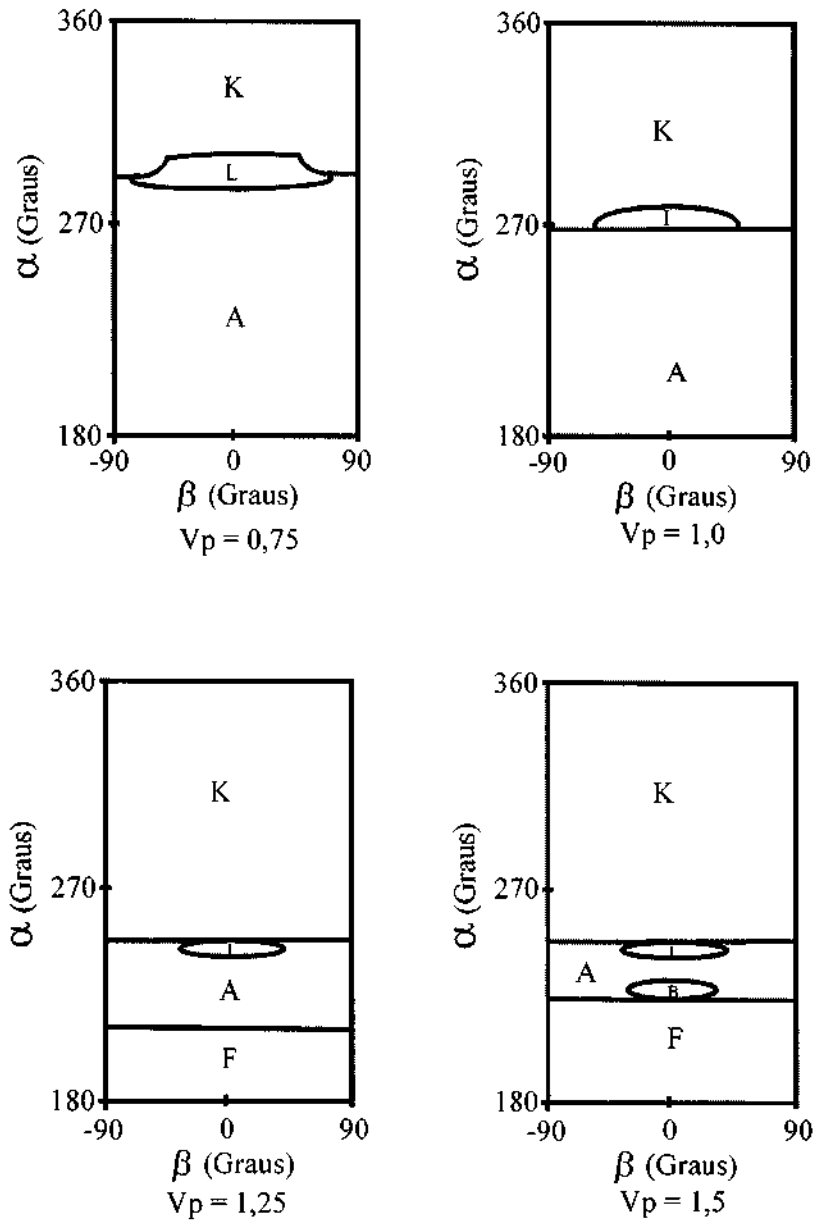 360
K
L
α (Graus)
270
A
180
-90 0 90
β (Graus)
Vp = 0,75
360
K
I
α (Graus)
270
A
180
-90 0 90
β (Graus)
Vp = 1,0
360
K
α (Graus)
270
A
F
180
-90 0 90
β (Graus)
Vp = 1,25
360
K
α (Graus)
270
A
B
F
180
-90 0 90
β (Graus)
Vp = 1,5